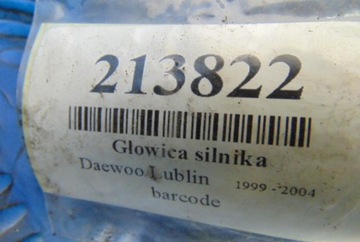 213822
Głowica silnika
Daewoo Lublin 1999 - 2004
barcode